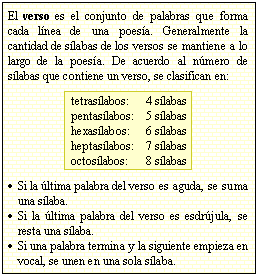 El verso es el conjunto de palabras que forma
cada línea de una poesía. Generalmente la
cantidad de sílabas de los versos se mantiene a lo
largo de la poesía. De acuerdo al número de
sílabas que contiene un verso, se clasifican en:
tetrasílabos: 4 sílabas
pentasílabos: 5 sílabas
hexasílabos: 6 sílabas
heptasílabos: 7 sílabas
octosílabos: 8 sílabas
• Si la última palabra del verso es aguda, se suma
una sílaba.
• Si la última palabra del verso es esdrújula, se
resta una sílaba.
• Si una palabra termina y la siguiente empieza en
vocal, se unen en una sola sílaba.